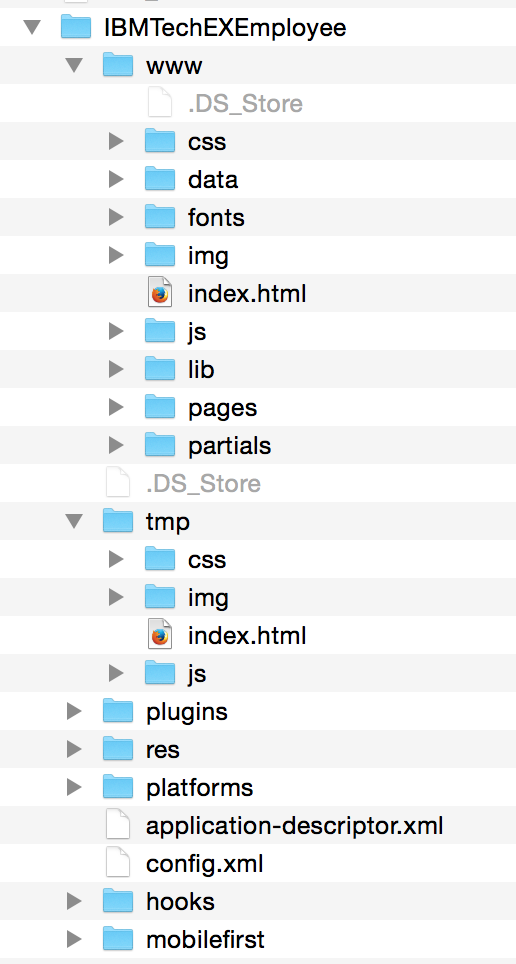 IBMTechEXEmployee
www
.DS_Store
css
data
fonts
img
index.html
js
lib
pages
partials
.DS_Store
tmp
css
img
index.html
js
plugins
res
platforms
application-descriptor.xml
config.xml
hooks
mobilefirst